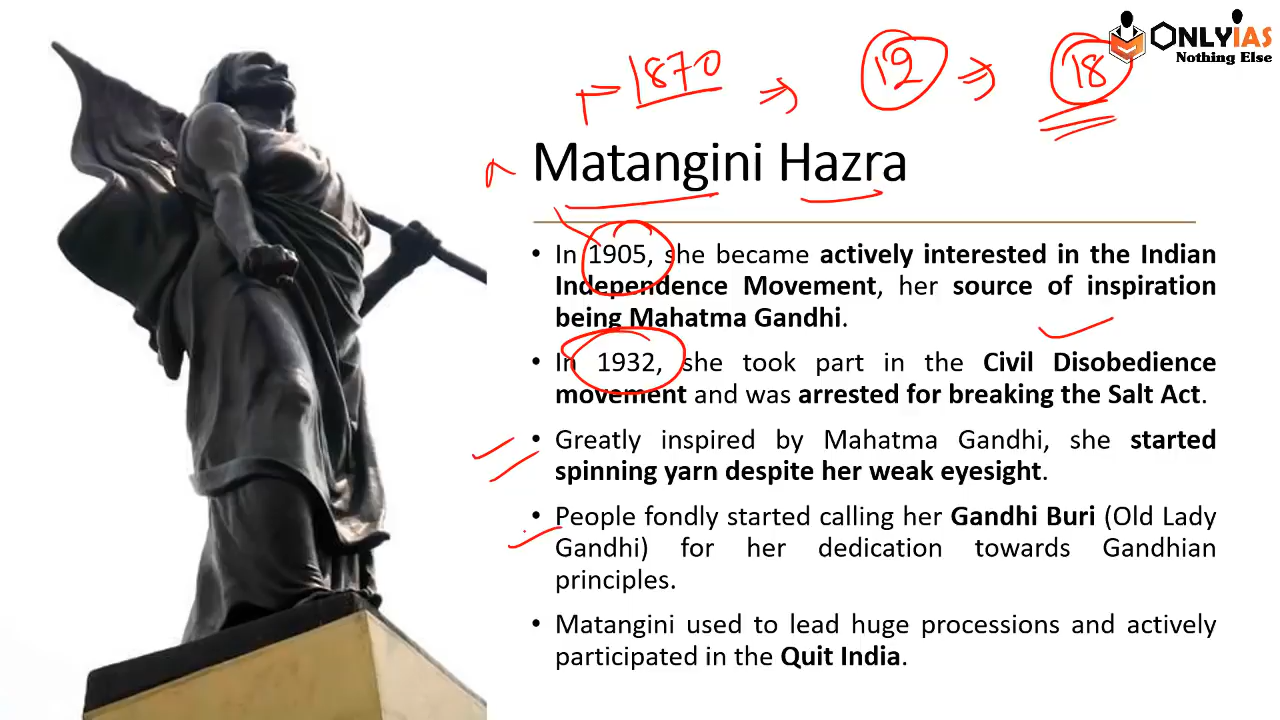 1870 ⇒ 12 ⇒ 18
ONLYIAS
Nothing Else
Matangini Hazra
• In 1905, she became actively interested in the Indian
Independence Movement, her source of inspiration
being Mahatma Gandhi.
• In 1932, she took part in the Civil Disobedience
movement and was arrested for breaking the Salt Act.
• Greatly inspired by Mahatma Gandhi, she started
spinning yarn despite her weak eyesight.
• People fondly started calling her Gandhi Buri (Old Lady
Gandhi) for her dedication towards Gandhian
principles.
• Matangini used to lead huge processions and actively
participated in the Quit India.